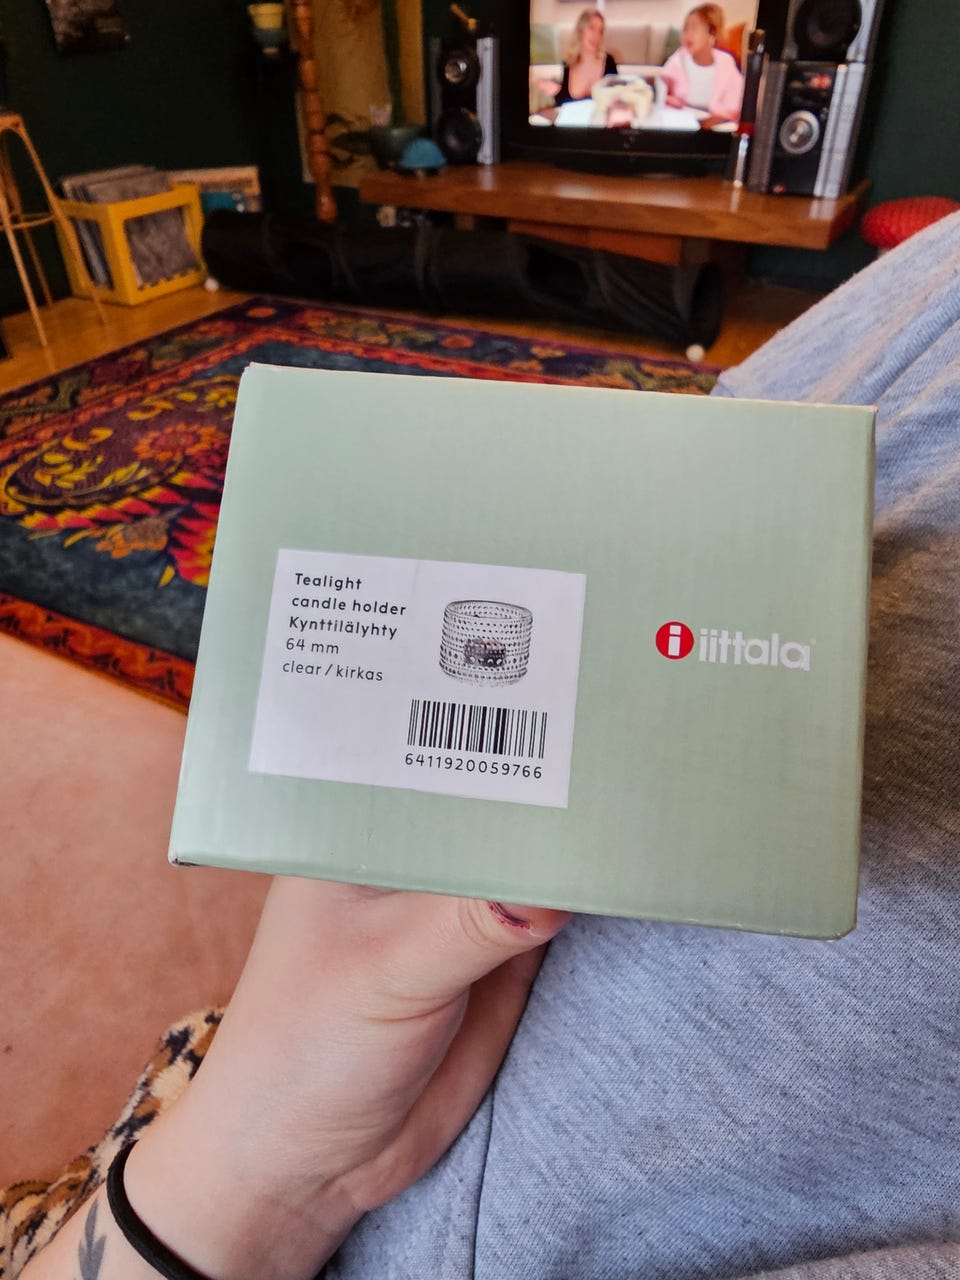 Tealight
candle holder
Kynttilälyhty
64 mm
clear / kirkas
6411920059766
i iittala